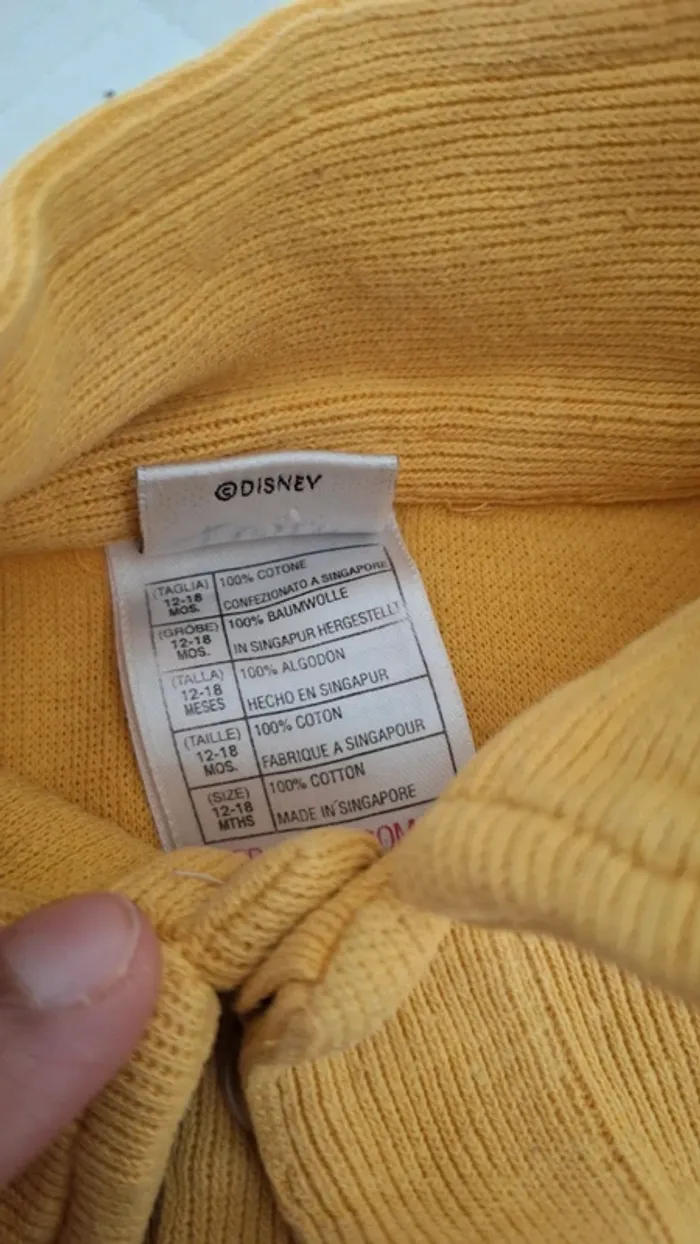 ©DISNEY
(TAGLIA) 100% COTONE
12-18
MOS. CONFEZIONATO A SINGAPORE
(GRÖBE) 100% BAUMWOLLE
12-18
MOS. IN SINGAPUR HERGESTELLT
(TALLA) 100% ALGODON
12-18
MESES HECHO EN SINGAPUR
(TAILLE) 100% COTON
12-18
MOS. FABRIQUE A SINGAPOUR
(SIZE) 100% COTTON
12-18
MTHS MADE IN SINGAPORE